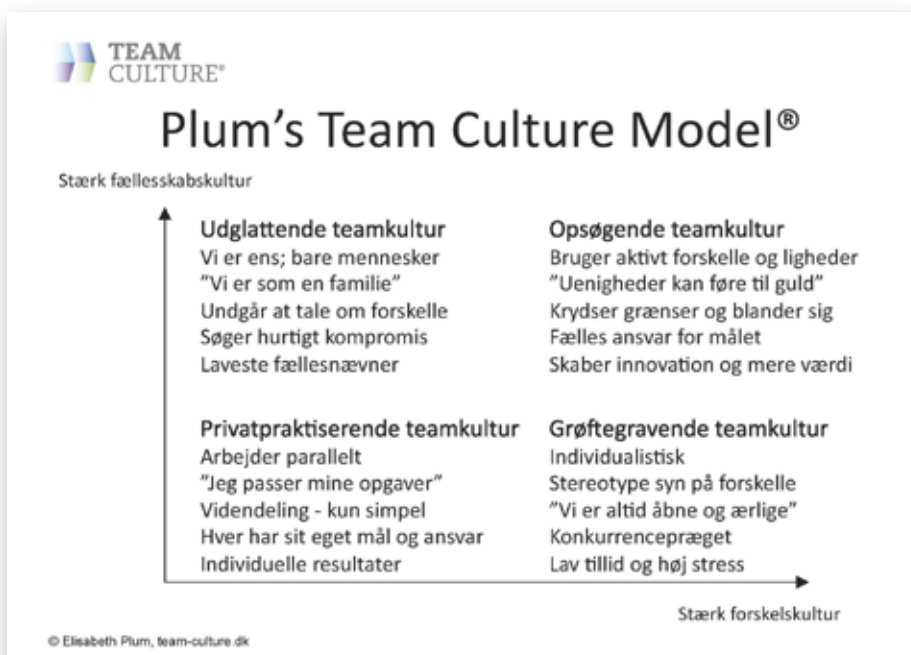 TEAM
CULTURE®
Plum's Team Culture Model®
Stærk fællesskabskultur
Udglattende teamkultur
Vi er ens; bare mennesker
"Vi er som en familie"
Undgår at tale om forskelle
Søger hurtigt kompromis
Laveste fællesnævner
Opsøgende teamkultur
Bruger aktivt forskelle og ligheder
"Uenigheder kan føre til guld"
Krydser grænser og blander sig
Fælles ansvar for målet
Skaber innovation og mere værdi
Privatpraktiserende teamkultur
Arbejder parallelt
"Jeg passer mine opgaver"
Videndeling - kun simpel
Hver har sit eget mål og ansvar
Individuelle resultater
Grøftegravende teamkultur
Individualistisk
Stereotype syn på forskelle
"Vi er altid åbne og ærlige"
Konkurrencepræget
Lav tillid og høj stress
Stærk forskelskultur
© Elisabeth Plum, team-culture.dk